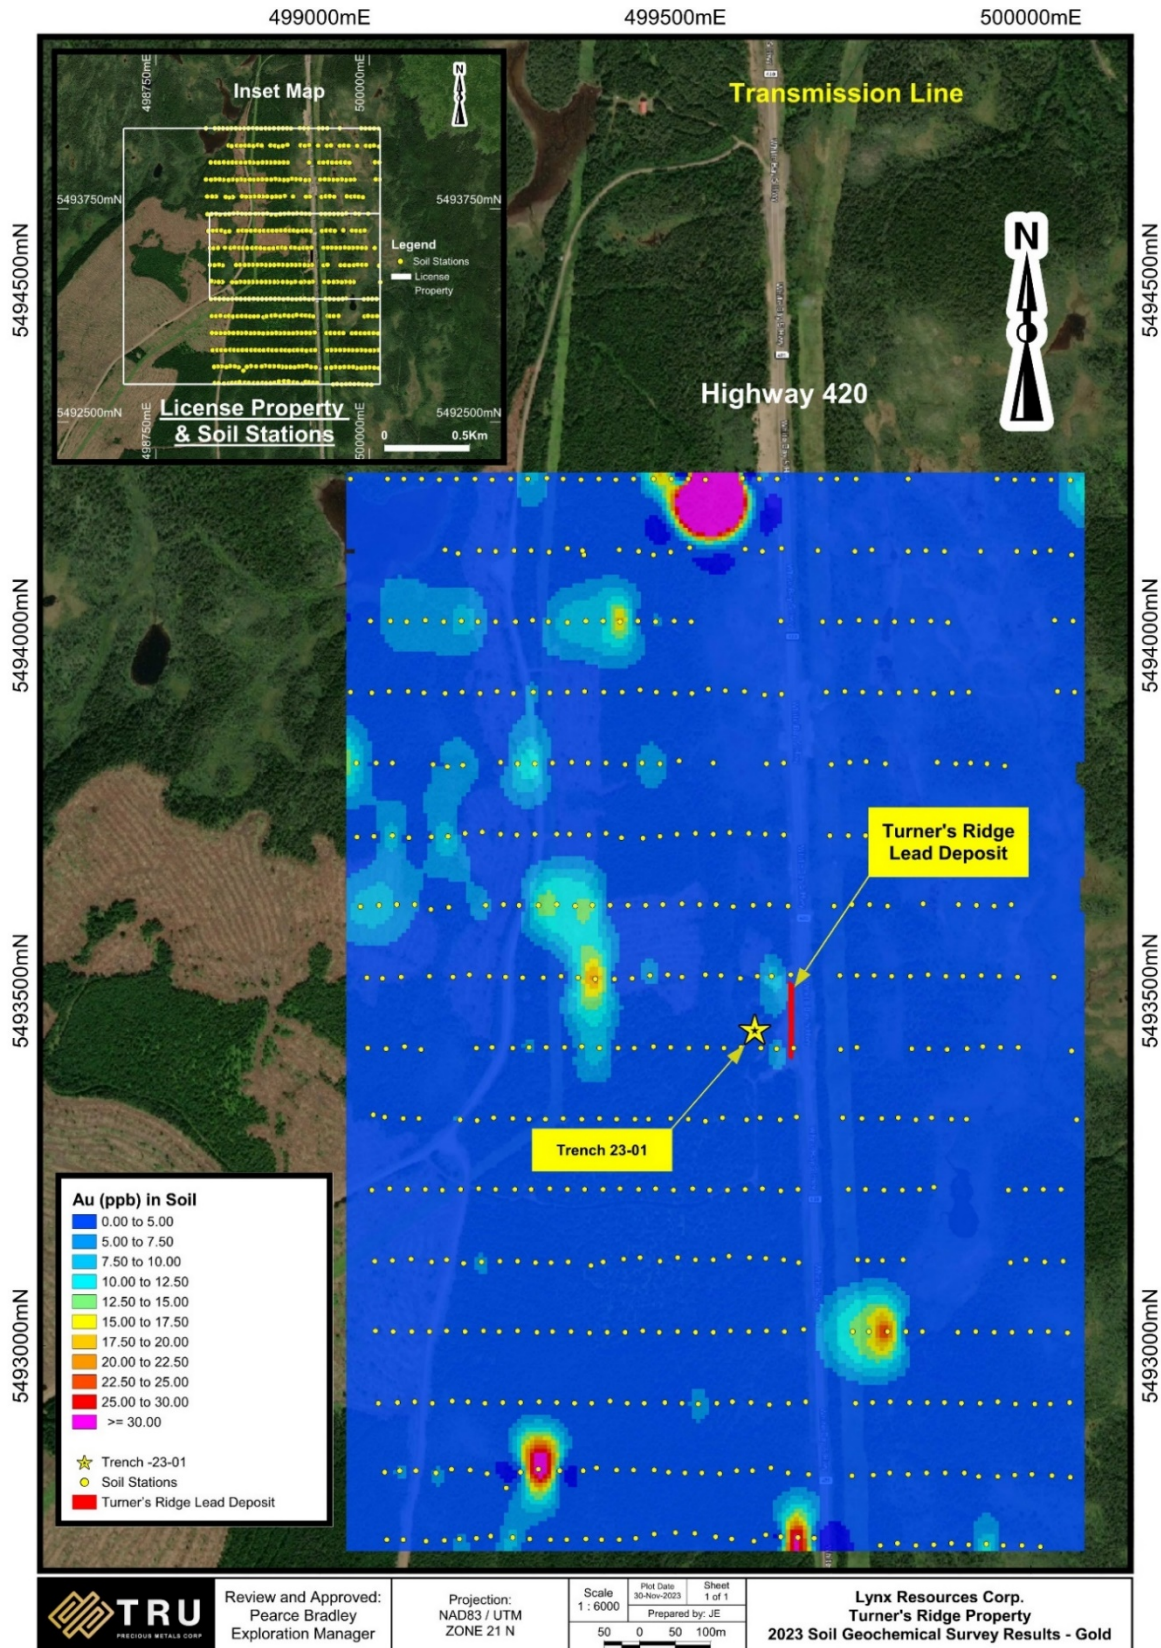 499000mE 499500mE 500000mE
Inset Map
N
498750mE
500000mE
5493750mN 5493750mN
Legend
Soil Stations
License
Property
5492500mN 5492500mN
498750mE
500000mE
License Property
& Soil Stations
0 0.5Km
Transmission Line
N
Highway 420
5494500mN
5494500mN
5494000mN
5494000mN
5493500mN
5493500mN
5493000mN
5493000mN
Turner's Ridge
Lead Deposit
Trench 23-01
Au (ppb) in Soil
0.00 to 5.00
5.00 to 7.50
7.50 to 10.00
10.00 to 12.50
12.50 to 15.00
15.00 to 17.50
17.50 to 20.00
20.00 to 22.50
22.50 to 25.00
25.00 to 30.00
>= 30.00
Trench -23-01
Soil Stations
Turner's Ridge Lead Deposit
TRU
PRECIOUS METALS CORP
Review and Approved:
Pearce Bradley
Exploration Manager
Projection:
NAD83 / UTM
ZONE 21 N
Scale
1 : 6000
Plot Date
30-Nov-2023
Sheet
1 of 1
Prepared by: JE
50 0 50 100m
Lynx Resources Corp.
Turner's Ridge Property
2023 Soil Geochemical Survey Results - Gold